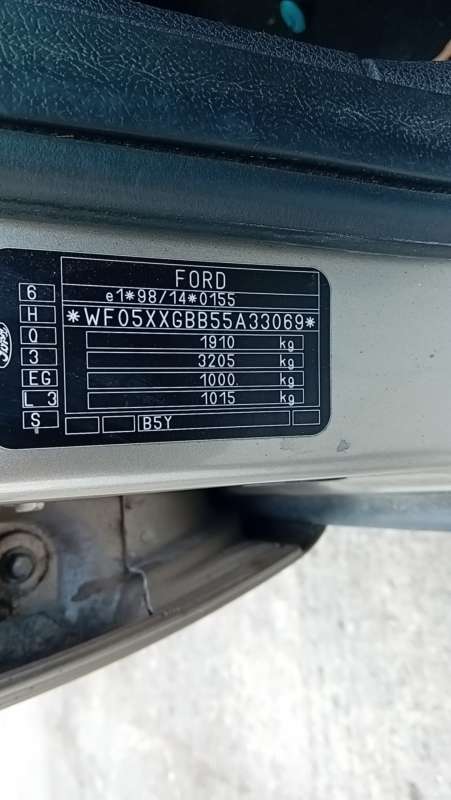 FORD
e1*98/14*0155
*WF05XXGBB55A33069*
1910 kg
3205 kg
1000 kg
1015 kg
B5Y
6
H
Q
3
EG
L 3
S
Ford